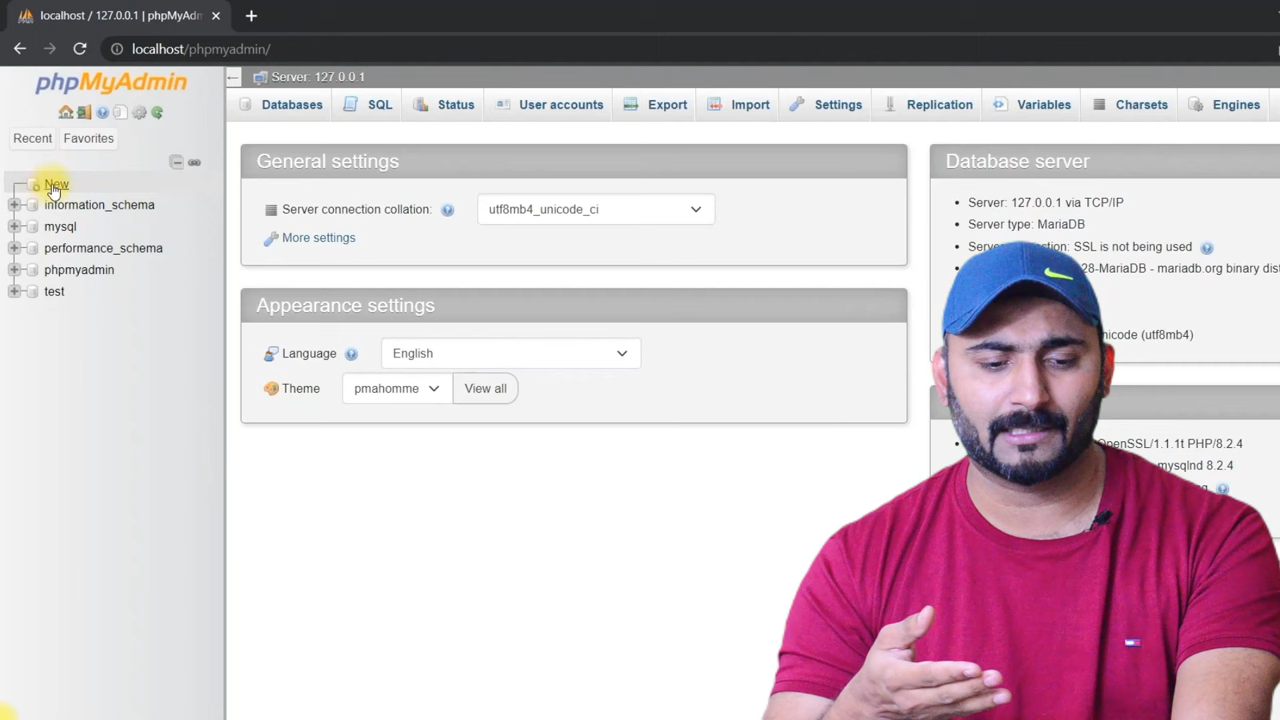 localhost / 127.0.0.1 | phpMyAdm
localhost/phpmyadmin/
phpMyAdmin
Recent
Favorites
New
information_schema
mysql
performance_schema
phpmyadmin
test
Server: 127.0.0.1
Databases
SQL
Status
User accounts
Export
Import
Settings
Replication
Variables
Charsets
Engines
General settings
Server connection collation:
utf8mb4_unicode_ci
More settings
Appearance settings
Language
English
Theme
pmahomme
View all
Database server
Server: 127.0.0.1 via TCP/IP
Server type: MariaDB
SSL is not being used
28-MariaDB - mariadb.org binary dist
unicode (utf8mb4)
OpenSSL/1.1.1t PHP/8.2.4
mysqlnd 8.2.4